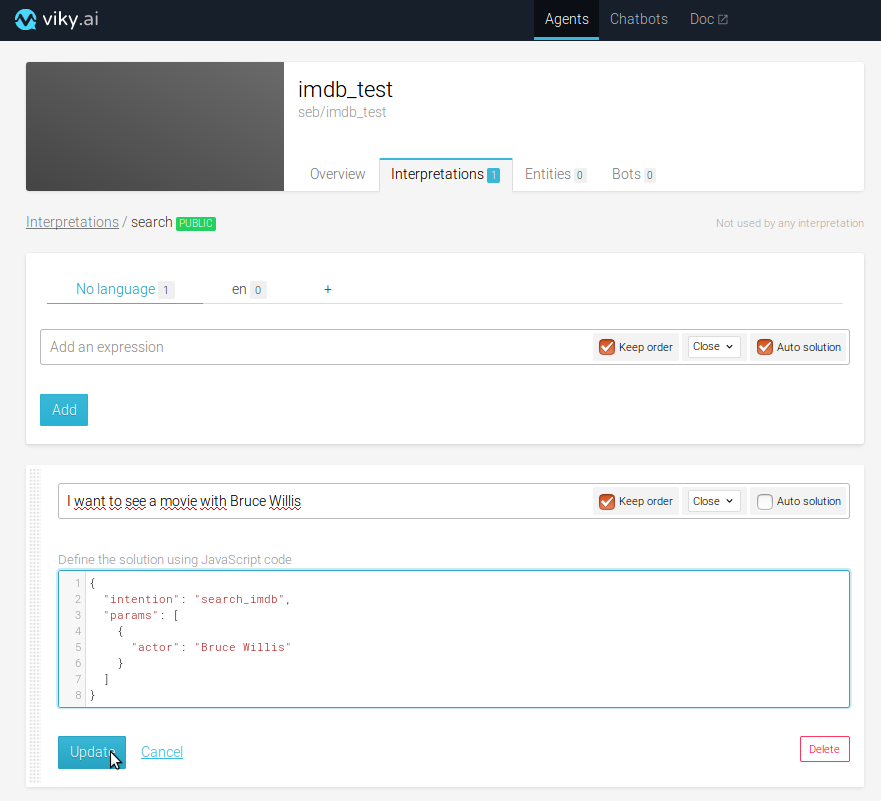 viky.ai
Agents Chatbots Doc
imdb_test
seb/imdb_test
Overview Interpretations 1 Entities 0 Bots 0
Interpretations / search PUBLIC Not used by any interpretation
No language 1 en 0 +
Add an expression Keep order Close Auto solution
Add
I want to see a movie with Bruce Willis Keep order Close Auto solution
Define the solution using JavaScript code
1 {
2 "intention": "search_imdb",
3 "params": [
4 {
5 "actor": "Bruce Willis"
6 }
7 ]
8 }
Update Cancel Delete